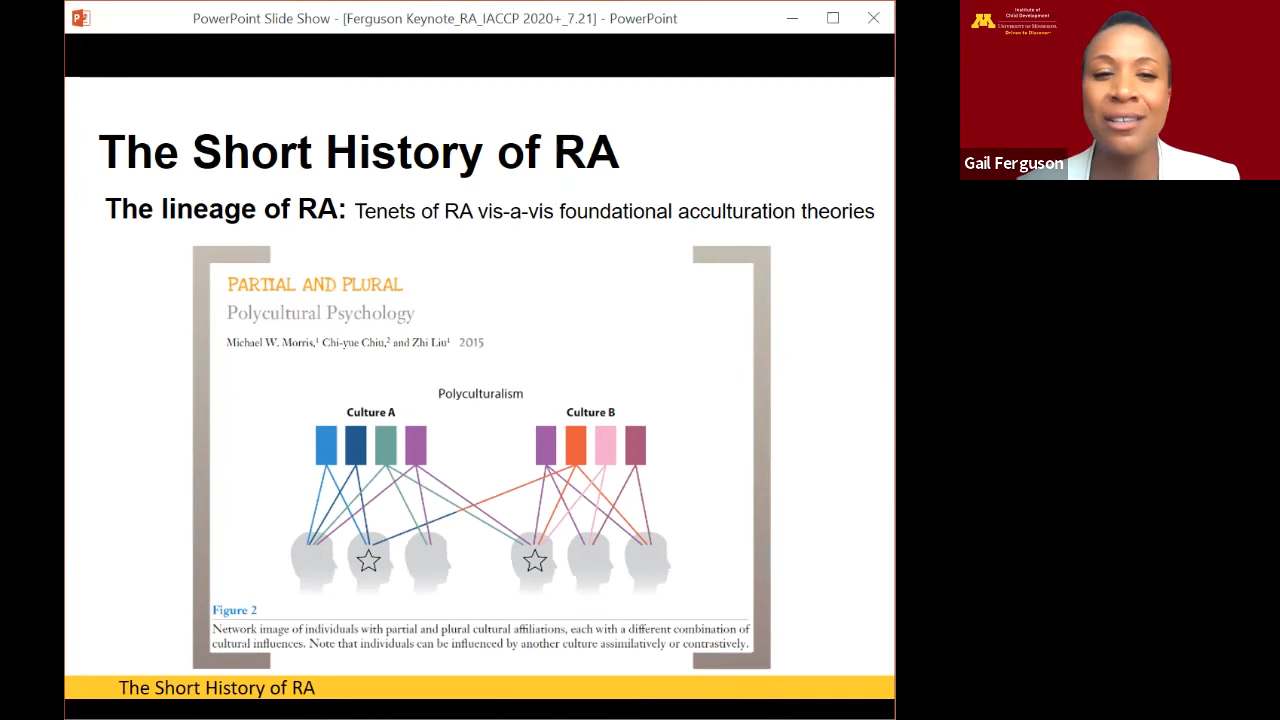 PowerPoint Slide Show - [Ferguson Keynote_RA_IACCP 2020+_7.21] - PowerPoint
Institute of
Child Development
UNIVERSITY OF MINNESOTA
Driven to Discover
Gail Ferguson
The Short History of RA
The lineage of RA: Tenets of RA vis-a-vis foundational acculturation theories
PARTIAL AND PLURAL
Polycultural Psychology
Michael W. Morris,¹ Chi-yue Chiu,² and Zhi Liu¹ 2015
Polyculturalism
Culture A
Culture B
Figure 2
Network image of individuals with partial and plural cultural affiliations, each with a different combination of
cultural influences. Note that individuals can be influenced by another culture assimilatively or contrastively.
The Short History of RA